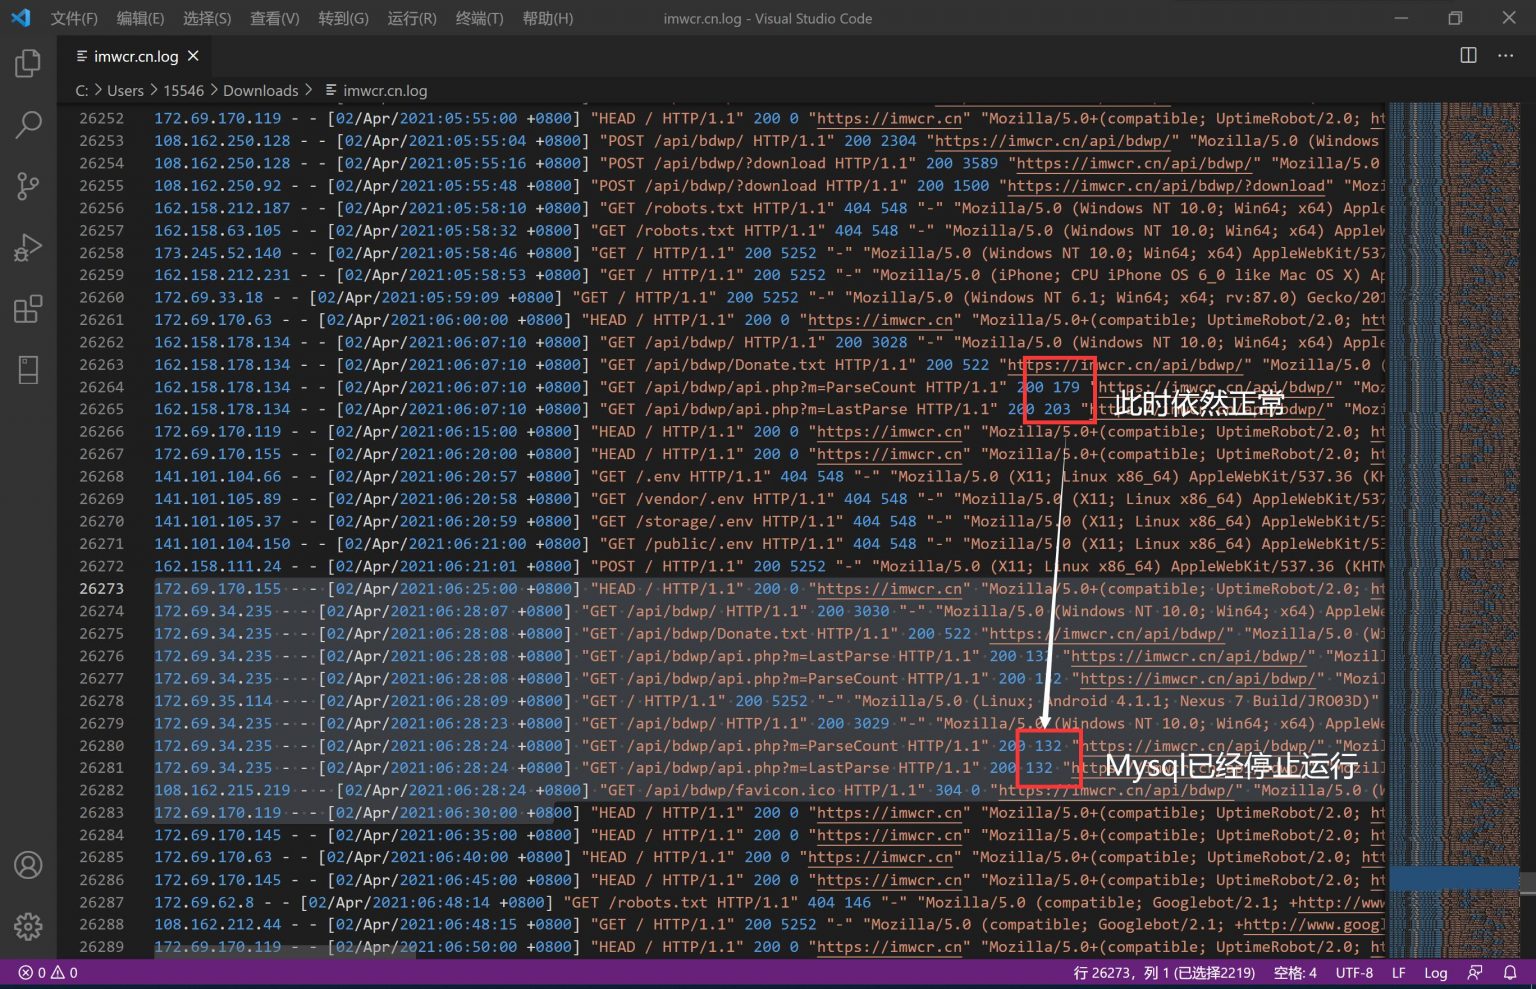 文件(F) 编辑(E) 选择(S) 查看(V) 转到(G) 运行(R) 终端(T) 帮助(H) imwcr.cn.log - Visual Studio Code
imwcr.cn.log
C: > Users > 15546 > Downloads > imwcr.cn.log
26252 172.69.170.119 - - [02/Apr/2021:05:55:00 +0800] "HEAD / HTTP/1.1" 200 0 "https://imwcr.cn" "Mozilla/5.0+(compatible; UptimeRobot/2.0; ht
26253 108.162.250.128 - - [02/Apr/2021:05:55:04 +0800] "POST /api/bdwp/ HTTP/1.1" 200 2304 "https://imwcr.cn/api/bdwp/" "Mozilla/5.0 (Windows
26254 108.162.250.128 - - [02/Apr/2021:05:55:16 +0800] "POST /api/bdwp/?download HTTP/1.1" 200 3589 "https://imwcr.cn/api/bdwp/" "Mozilla/5.0
26255 108.162.250.92 - - [02/Apr/2021:05:55:48 +0800] "POST /api/bdwp/?download HTTP/1.1" 200 1500 "https://imwcr.cn/api/bdwp/?download" "Moz
26256 162.158.212.187 - - [02/Apr/2021:05:58:10 +0800] "GET /robots.txt HTTP/1.1" 404 548 "-" "Mozilla/5.0 (Windows NT 10.0; Win64; x64) Apple
26257 162.158.63.105 - - [02/Apr/2021:05:58:32 +0800] "GET /robots.txt HTTP/1.1" 404 548 "-" "Mozilla/5.0 (Windows NT 10.0; Win64; x64) AppleW
26258 173.245.52.140 - - [02/Apr/2021:05:58:46 +0800] "GET / HTTP/1.1" 200 5252 "-" "Mozilla/5.0 (Windows NT 10.0; Win64; x64) AppleWebKit/537
26259 162.158.212.231 - - [02/Apr/2021:05:58:53 +0800] "GET / HTTP/1.1" 200 5252 "-" "Mozilla/5.0 (iPhone; CPU iPhone OS 6_0 like Mac OS X) Ap
26260 172.69.33.18 - - [02/Apr/2021:05:59:09 +0800] "GET / HTTP/1.1" 200 5252 "-" "Mozilla/5.0 (Windows NT 6.1; Win64; x64; rv:87.0) Gecko/201
26261 172.69.170.63 - - [02/Apr/2021:06:00:00 +0800] "HEAD / HTTP/1.1" 200 0 "https://imwcr.cn" "Mozilla/5.0+(compatible; UptimeRobot/2.0; htt
26262 162.158.178.134 - - [02/Apr/2021:06:07:10 +0800] "GET /api/bdwp/ HTTP/1.1" 200 3028 "-" "Mozilla/5.0 (Windows NT 10.0; Win64; x64) Apple
26263 162.158.178.134 - - [02/Apr/2021:06:07:10 +0800] "GET /api/bdwp/Donate.txt HTTP/1.1" 200 522 "https://imwcr.cn/api/bdwp/" "Mozilla/5.0
26264 162.158.178.134 - - [02/Apr/2021:06:07:10 +0800] "GET /api/bdwp/api.php?m=ParseCount HTTP/1.1" 200 179 "https://imwcr.cn/api/bdwp/" "Moz
26265 162.158.178.134 - - [02/Apr/2021:06:07:10 +0800] "GET /api/bdwp/api.php?m=LastParse HTTP/1.1" 200 203 "https://imwcr.cn/api/bdwp/" "Mozi
此时依然正常
26266 172.69.170.119 - - [02/Apr/2021:06:15:00 +0800] "HEAD / HTTP/1.1" 200 0 "https://imwcr.cn" "Mozilla/5.0+(compatible; UptimeRobot/2.0; ht
26267 172.69.170.155 - - [02/Apr/2021:06:20:00 +0800] "HEAD / HTTP/1.1" 200 0 "https://imwcr.cn" "Mozilla/5.0+(compatible; UptimeRobot/2.0; ht
26268 141.101.104.66 - - [02/Apr/2021:06:20:57 +0800] "GET /.env HTTP/1.1" 404 548 "-" "Mozilla/5.0 (X11; Linux x86_64) AppleWebKit/537.36 (KH
26269 141.101.105.89 - - [02/Apr/2021:06:20:58 +0800] "GET /vendor/.env HTTP/1.1" 404 548 "-" "Mozilla/5.0 (X11; Linux x86_64) AppleWebKit/537
26270 141.101.105.37 - - [02/Apr/2021:06:20:59 +0800] "GET /storage/.env HTTP/1.1" 404 548 "-" "Mozilla/5.0 (X11; Linux x86_64) AppleWebKit/53
26271 141.101.104.150 - - [02/Apr/2021:06:21:00 +0800] "GET /public/.env HTTP/1.1" 404 548 "-" "Mozilla/5.0 (X11; Linux x86_64) AppleWebKit/53
26272 162.158.111.24 - - [02/Apr/2021:06:21:01 +0800] "POST / HTTP/1.1" 200 5252 "-" "Mozilla/5.0 (X11; Linux x86_64) AppleWebKit/537.36 (KHTM
26273 172.69.170.155 - - [02/Apr/2021:06:25:00 +0800] "HEAD / HTTP/1.1" 200 0 "https://imwcr.cn" "Mozilla/5.0+(compatible; UptimeRobot/2.0; ht
26274 172.69.34.235 - - [02/Apr/2021:06:28:07 +0800] "GET /api/bdwp/ HTTP/1.1" 200 3030 "-" "Mozilla/5.0 (Windows NT 10.0; Win64; x64) AppleWe
26275 172.69.34.235 - - [02/Apr/2021:06:28:08 +0800] "GET /api/bdwp/Donate.txt HTTP/1.1" 200 522 "https://imwcr.cn/api/bdwp/" "Mozilla/5.0 (Wi
26276 172.69.34.235 - - [02/Apr/2021:06:28:08 +0800] "GET /api/bdwp/api.php?m=LastParse HTTP/1.1" 200 132 "https://imwcr.cn/api/bdwp/" "Mozill
26277 172.69.34.235 - - [02/Apr/2021:06:28:08 +0800] "GET /api/bdwp/api.php?m=ParseCount HTTP/1.1" 200 132 "https://imwcr.cn/api/bdwp/" "Mozil
26278 172.69.35.114 - - [02/Apr/2021:06:28:09 +0800] "GET / HTTP/1.1" 200 5252 "-" "Mozilla/5.0 (Linux; Android 4.1.1; Nexus 7 Build/JRO03D)"
26279 172.69.34.235 - - [02/Apr/2021:06:28:23 +0800] "GET /api/bdwp/ HTTP/1.1" 200 3029 "-" "Mozilla/5.0 (Windows NT 10.0; Win64; x64) AppleWe
26280 172.69.34.235 - - [02/Apr/2021:06:28:24 +0800] "GET /api/bdwp/api.php?m=ParseCount HTTP/1.1" 200 132 "https://imwcr.cn/api/bdwp/" "Mozil
26281 172.69.34.235 - - [02/Apr/2021:06:28:24 +0800] "GET /api/bdwp/api.php?m=LastParse HTTP/1.1" 200 132 "https://imwcr.cn/api/bdwp/" "Mozill
Mysql已经停止运行
26282 108.162.215.219 - - [02/Apr/2021:06:28:24 +0800] "GET /api/bdwp/favicon.ico HTTP/1.1" 304 0 "https://imwcr.cn/api/bdwp/" "Mozilla/5.0 (W
26283 172.69.170.119 - - [02/Apr/2021:06:30:00 +0800] "HEAD / HTTP/1.1" 200 0 "https://imwcr.cn" "Mozilla/5.0+(compatible; UptimeRobot/2.0; ht
26284 172.69.170.145 - - [02/Apr/2021:06:35:00 +0800] "HEAD / HTTP/1.1" 200 0 "https://imwcr.cn" "Mozilla/5.0+(compatible; UptimeRobot/2.0; ht
26285 172.69.170.63 - - [02/Apr/2021:06:40:00 +0800] "HEAD / HTTP/1.1" 200 0 "https://imwcr.cn" "Mozilla/5.0+(compatible; UptimeRobot/2.0; htt
26286 172.69.170.145 - - [02/Apr/2021:06:45:00 +0800] "HEAD / HTTP/1.1" 200 0 "https://imwcr.cn" "Mozilla/5.0+(compatible; UptimeRobot/2.0; ht
26287 172.69.62.8 - - [02/Apr/2021:06:48:14 +0800] "GET /robots.txt HTTP/1.1" 404 146 "-" "Mozilla/5.0 (compatible; Googlebot/2.1; +http://www
26288 108.162.212.44 - - [02/Apr/2021:06:48:15 +0800] "GET / HTTP/1.1" 200 5252 "-" "Mozilla/5.0 (compatible; Googlebot/2.1; +http://www.googl
26289 172.69.170.119 - - [02/Apr/2021:06:50:00 +0800] "HEAD / HTTP/1.1" 200 0 "https://imwcr.cn" "Mozilla/5.0+(compatible; UptimeRobot/2.0; ht
0 0 行 26273，列 1 (已选择2219) 空格: 4 UTF-8 LF Log